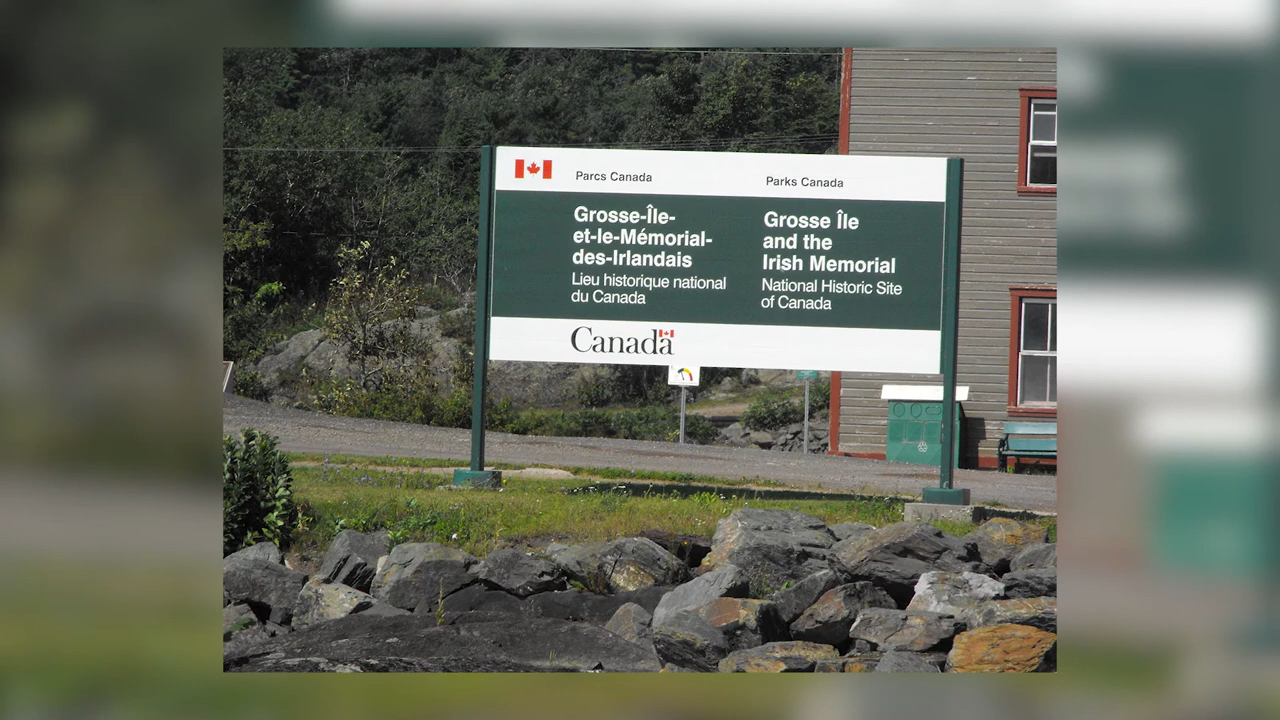 Parcs Canada
Grosse-Île-
et-le-Mémorial-
des-Irlandais
Lieu historique national
du Canada
Parks Canada
Grosse Île
and the
Irish Memorial
National Historic Site
of Canada
Canada